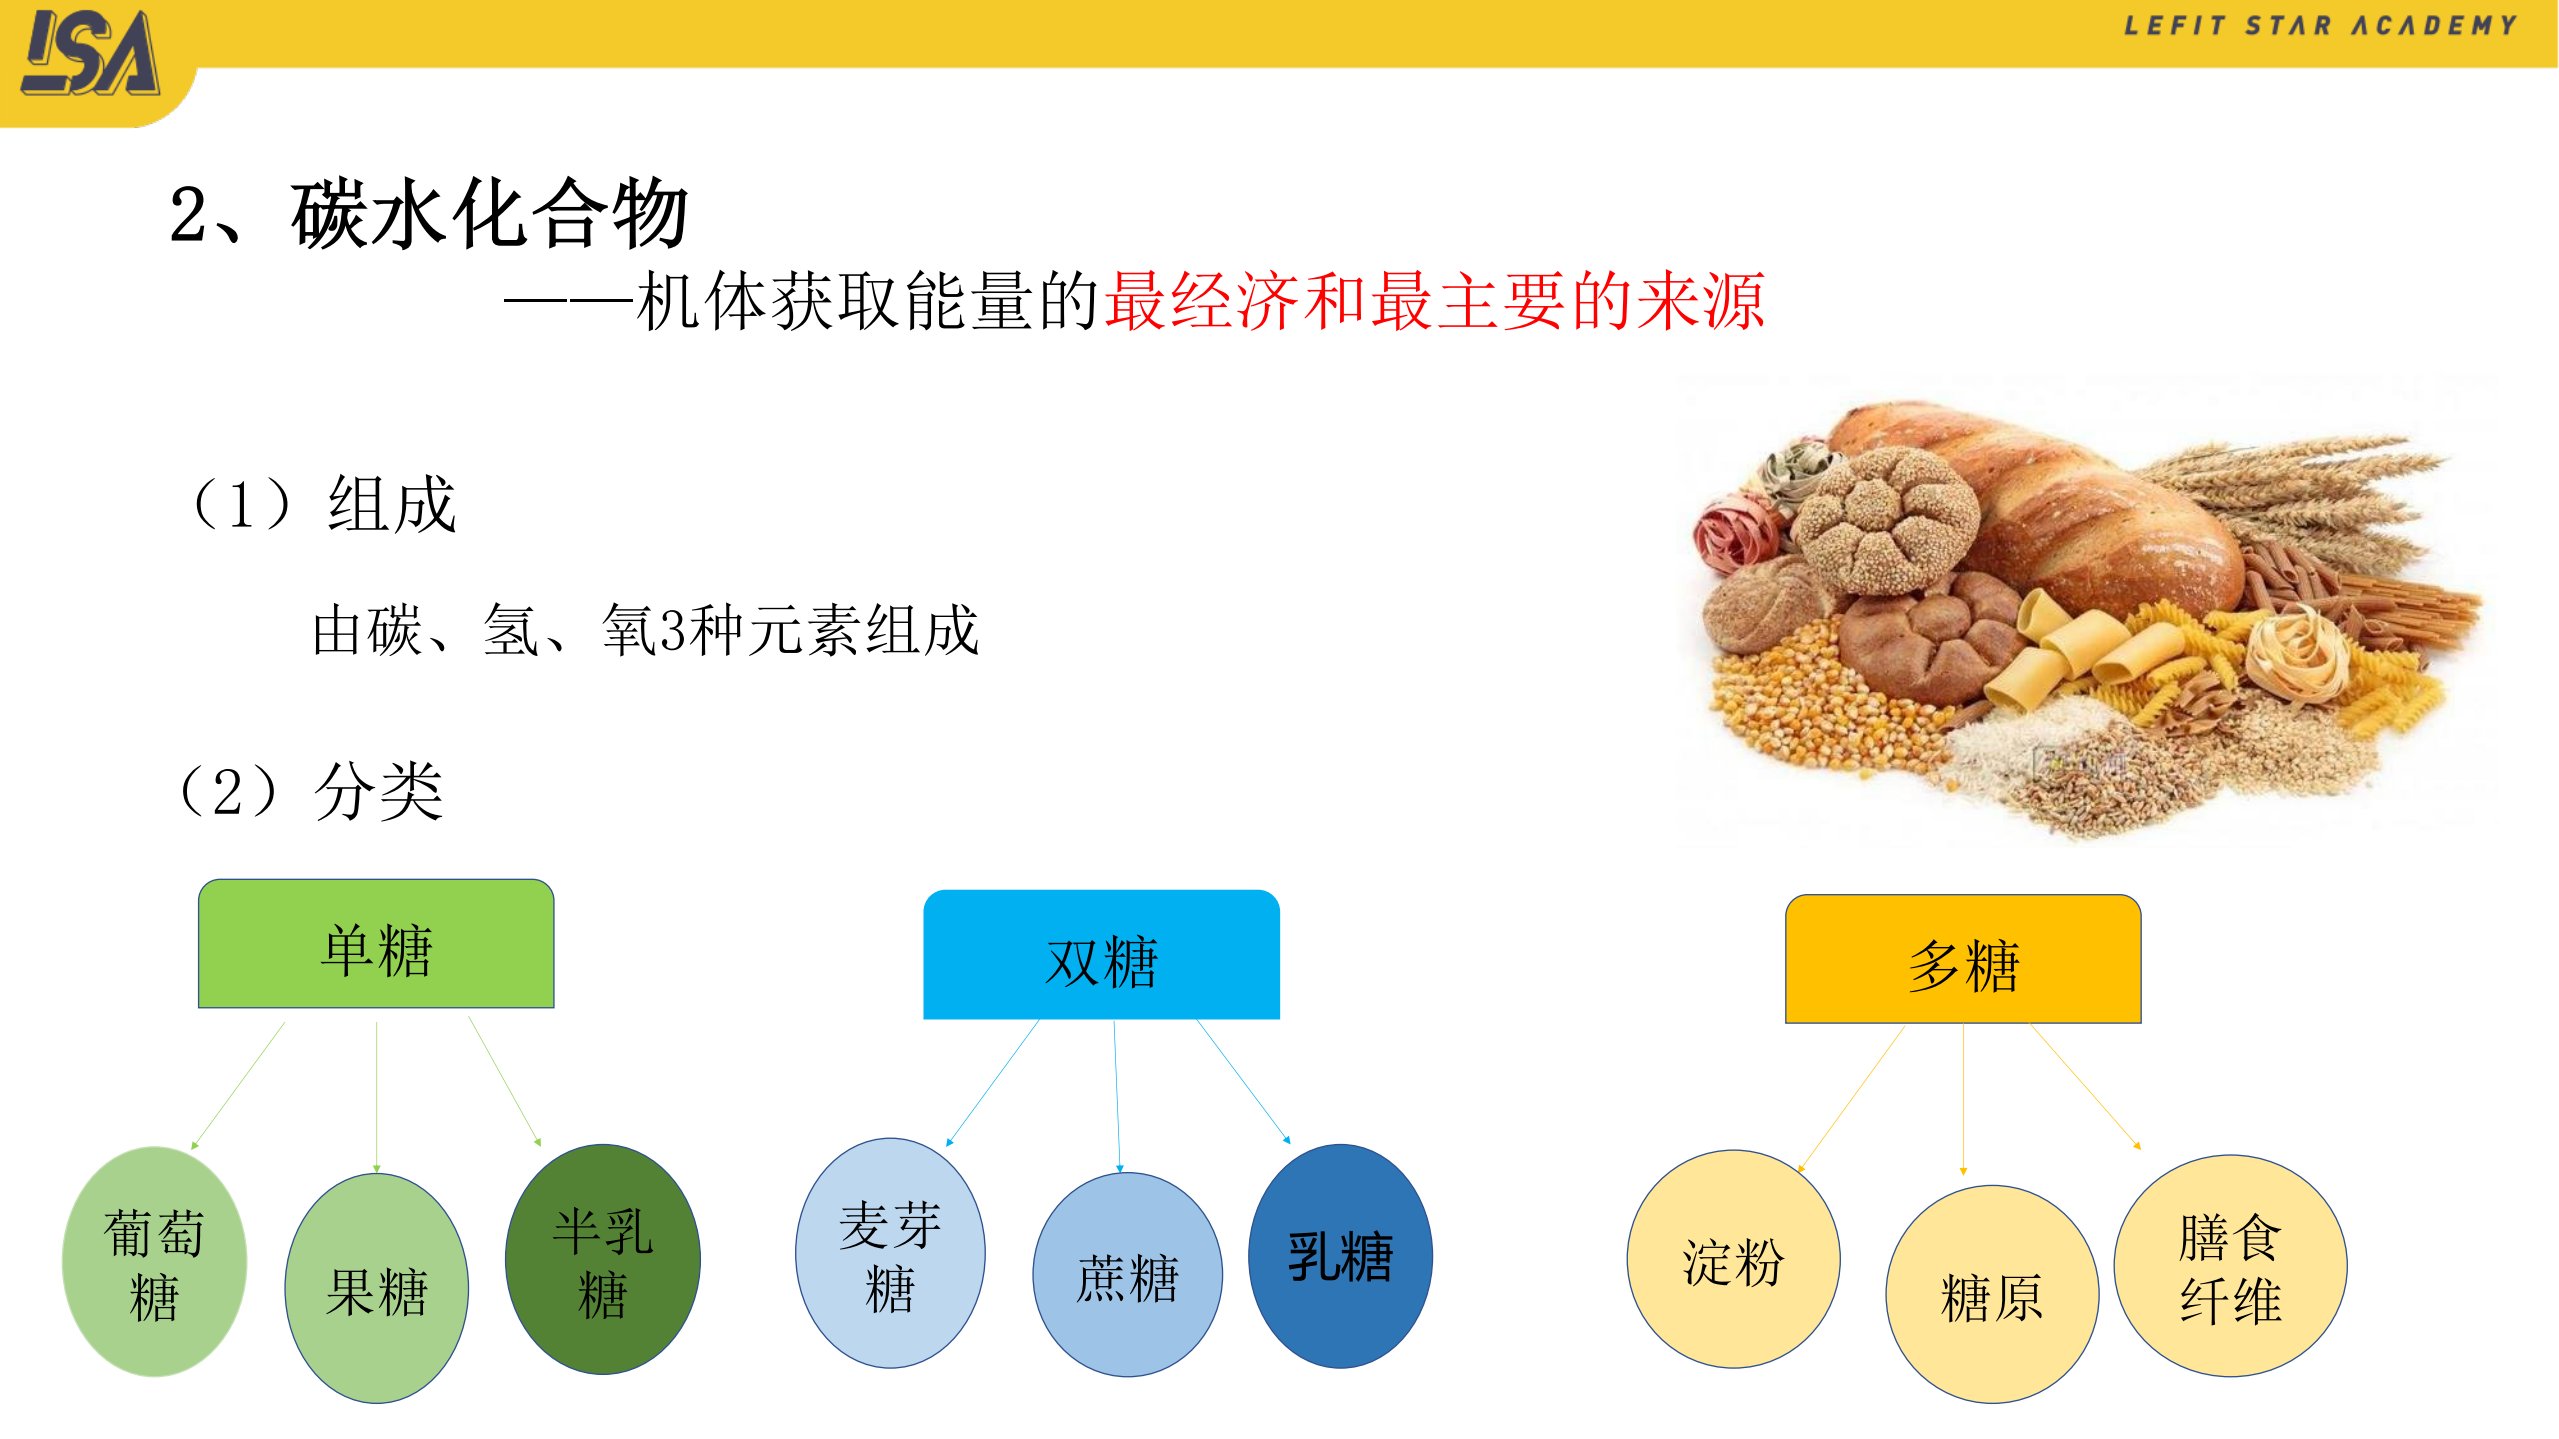 LSA
LEFIT STAR ACADEMY
2、碳水化合物
——机体获取能量的最经济和最主要的来源
（1）组成
由碳、氢、氧3种元素组成
（2）分类
单糖
双糖
多糖
葡萄
糖
果糖
半乳
糖
麦芽
糖
蔗糖
乳糖
淀粉
糖原
膳食
纤维